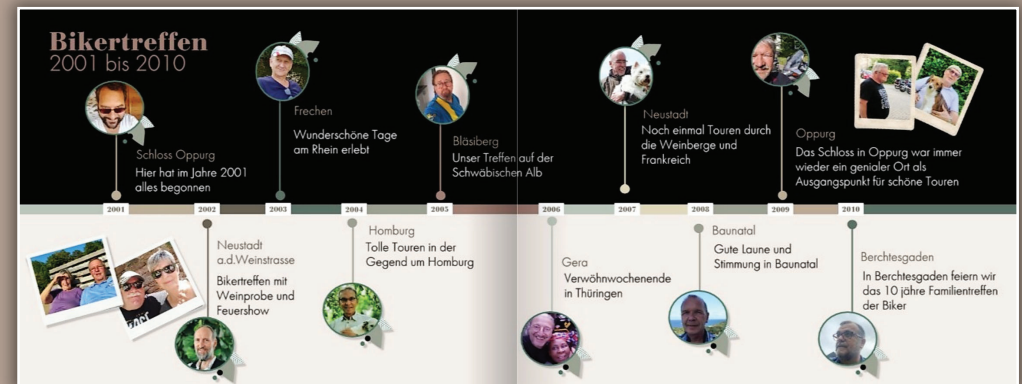 Bikertreffen
2001 bis 2010
Schloss Oppurg
Hier hat im Jahre 2001
alles begonnen
Frechen
Wunderschöne Tage
am Rhein erlebt
Bläsiberg
Unser Treffen auf der
Schwäbischen Alb
Neustadt
Noch einmal Touren durch
die Weinberge und
Frankreich
Oppurg
Das Schloss in Oppurg war immer
wieder ein genialer Ort als
Ausgangspunkt für schöne Touren
2001
2002
2003
2004
2005
2006
2007
2008
2009
2010
Neustadt
a.d.Weinstrasse
Bikertreffen mit
Weinprobe und
Feuershow
Homburg
Tolle Touren in der
Gegend um Homburg
Gera
Verwöhnwochenende
in Thüringen
Baunatal
Gute Laune und
Stimmung in Baunatal
Berchtesgaden
In Berchtesgaden feiern wir
das 10 jähre Familientreffen
der Biker